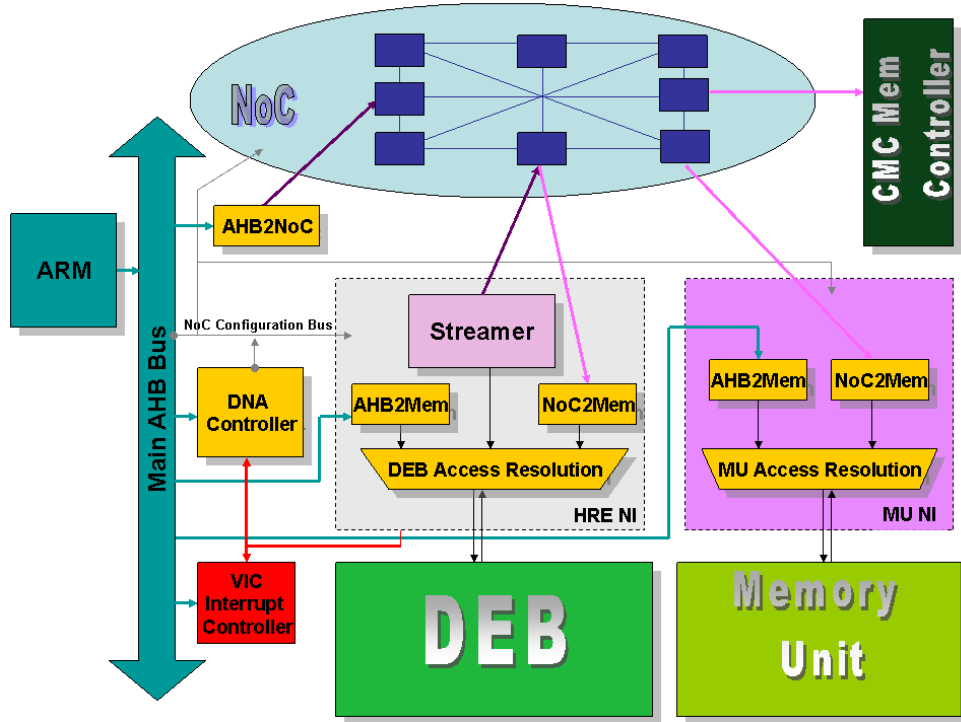 NoC
CMC Mem
Controller
AHB2NoC
ARM
Main AHB Bus
NoC Configuration Bus
Streamer
DNA
Controller
AHB2Mem
NoC2Mem
DEB Access Resolution
HRE NI
AHB2Mem
NoC2Mem
MU Access Resolution
MU NI
VIC
Interrupt
Controller
DEB
Memory
Unit